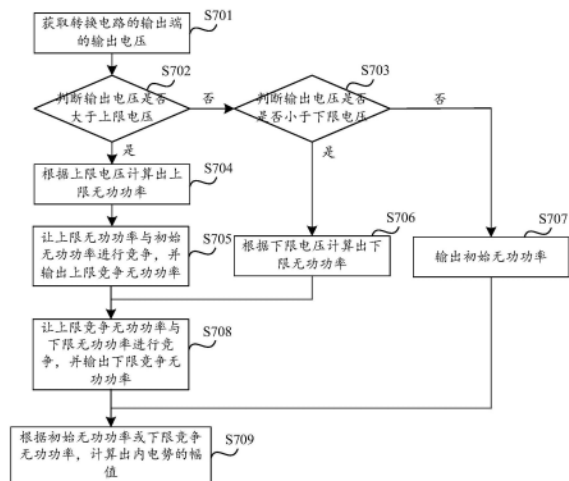 S701
获取转换电路的输出端
的输出电压
S702
判断输出电压是否
大于上限电压
否
是
S703
判断输出电压是否
是否小于下限电压
否
是
S704
根据上限电压计算出上
限无功功率
S705
让上限无功功率与初始
无功功率进行竞争，并
输出上限竞争无功功率
S706
根据下限电压计算出下
限无功功率
S707
输出初始无功功率
S708
让上限竞争无功功率与
下限无功功率进行竞
争，并输出下限竞争无
功功率
S709
根据初始无功功率或下限竞争
无功功率，计算出内电势的幅
值